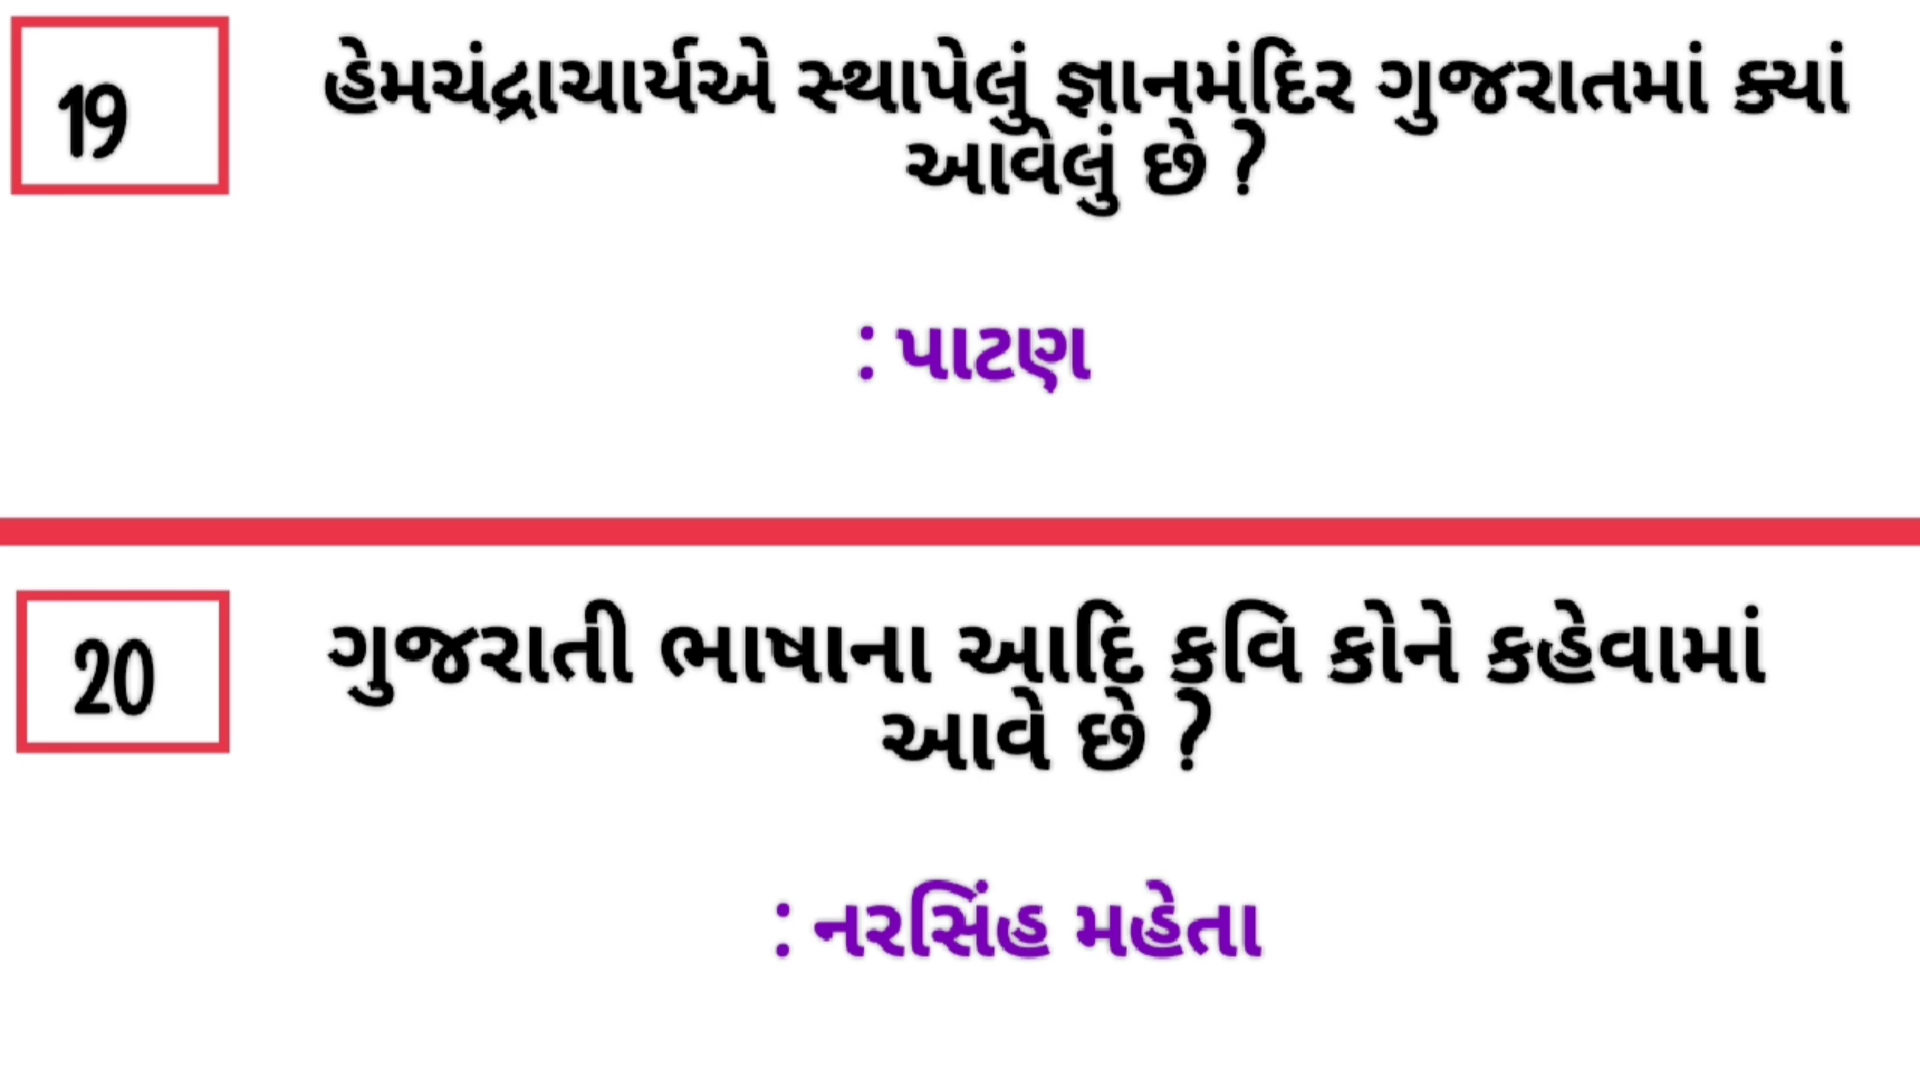 19
હેમચંદ્રાચાર્યએ સ્થાપેલું જ્ઞાનમંદિર ગુજરાતમાં ક્યાં
આવેલું છે ?
: પાટણ
20
ગુજરાતી ભાષાના આદિ કવિ કોને કહેવામાં
આવે છે ?
: નરસિંહ મહેતા